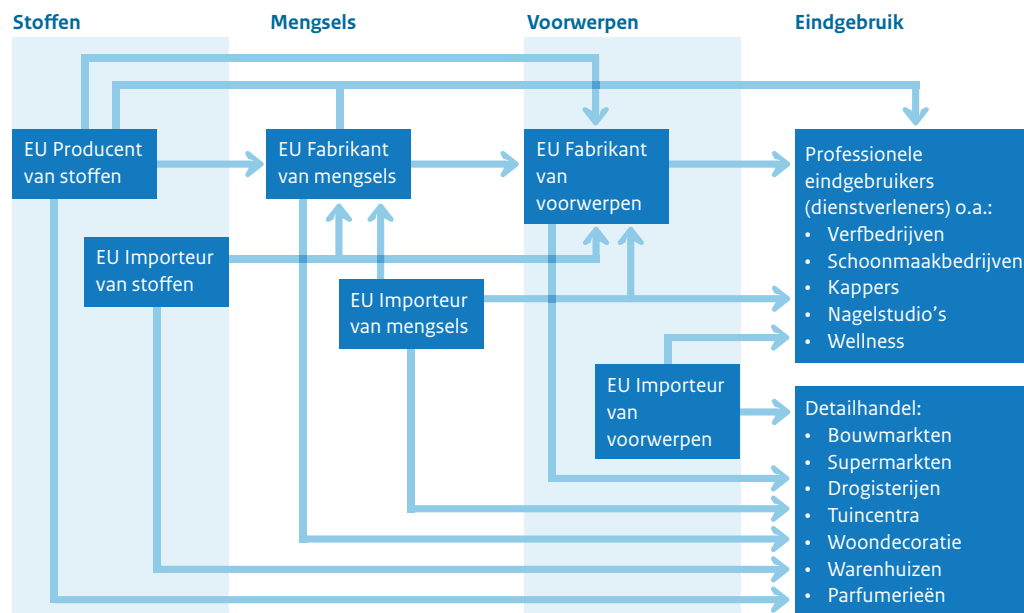 Stoffen
Mengsels
Voorwerpen
Eindgebruik
EU Producent
van stoffen
EU Fabrikant
van mengsels
EU Fabrikant
van
voorwerpen
Professionele
eindgebruikers
(dienstverleners) o.a.:
• Verfbedrijven
• Schoonmaakbedrijven
• Kappers
• Nagelstudio's
• Wellness
EU Importeur
van stoffen
EU Importeur
van mengsels
EU Importeur
van
voorwerpen
Detailhandel:
• Bouwmarkten
• Supermarkten
• Drogisterijen
• Tuincentra
• Woondecoratie
• Warenhuizen
• Parfumerieën